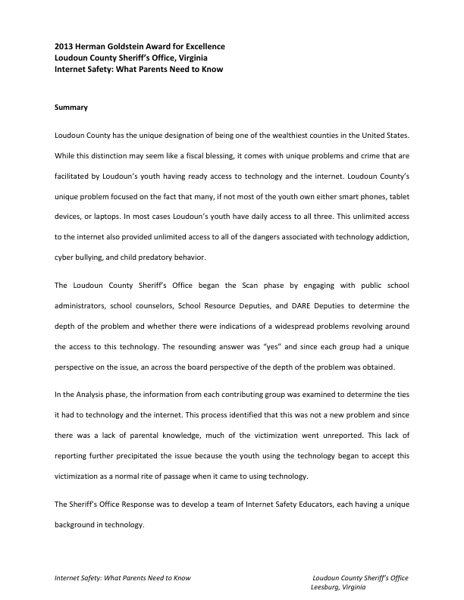 2013 Herman Goldstein Award for Excellence
Loudoun County Sheriff's Office, Virginia
Internet Safety: What Parents Need to Know
Summary
Loudoun County has the unique designation of being one of the wealthiest counties in the United States.
While this distinction may seem like a fiscal blessing, it comes with unique problems and crime that are
facilitated by Loudoun's youth having ready access to technology and the internet. Loudoun County's
unique problem focused on the fact that many, if not most of the youth own either smart phones, tablet
devices, or laptops. In most cases Loudoun's youth have daily access to all three. This unlimited access
to the internet also provided unlimited access to all of the dangers associated with technology addiction,
cyber bullying, and child predatory behavior.
The Loudoun County Sheriff's Office began the Scan phase by engaging with public school
administrators, school counselors, School Resource Deputies, and DARE Deputies to determine the
depth of the problem and whether there were indications of a widespread problems revolving around
the access to this technology. The resounding answer was "yes" and since each group had a unique
perspective on the issue, an across the board perspective of the depth of the problem was obtained.
In the Analysis phase, the information from each contributing group was examined to determine the ties
it had to technology and the internet. This process identified that this was not a new problem and since
there was a lack of parental knowledge, much of the victimization went unreported. This lack of
reporting further precipitated the issue because the youth using the technology began to accept this
victimization as a normal rite of passage when it came to using technology.
The Sheriff's Office Response was to develop a team of Internet Safety Educators, each having a unique
background in technology.
Internet Safety: What Parents Need to Know Loudoun County Sheriff's Office
Leesburg, Virginia